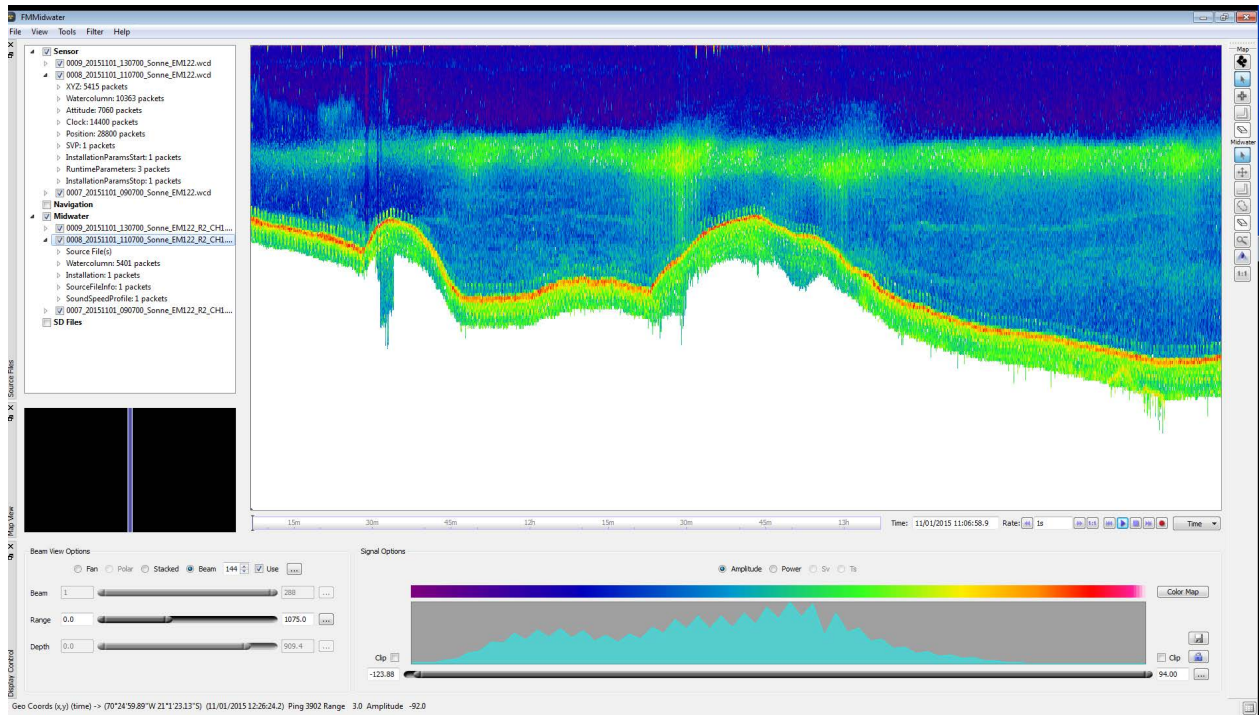 FMMidwater
File View Tools Filter Help
Sensor
0009_20151101_130700_Sonne_EM122.wcd
0008_20151101_110700_Sonne_EM122.wcd
XYZ: 5415 packets
Watercolumn: 10363 packets
Attitude: 7060 packets
Clock: 14400 packets
Position: 28800 packets
SVP: 1 packets
InstallationParamsStart: 1 packets
RuntimeParameters: 3 packets
InstallationParamsStop: 1 packets
0007_20151101_090700_Sonne_EM122.wcd
Navigation
Midwater
0009_20151101_130700_Sonne_EM122_R2_CH1....
0008_20151101_110700_Sonne_EM122_R2_CH1....
Source File(s)
Watercolumn: 5401 packets
Installation: 1 packets
SourceFileInfo: 1 packets
SoundSpeedProfile: 1 packets
0007_20151101_090700_Sonne_EM122_R2_CH1....
SD Files
Source Files
Map
Midwater
1:1
Map View
15m 30m 45m 12h 15m 30m 45m 13h
Time: 11/01/2015 11:06:58.9 Rate: 1s 1:1 Time
Display Control
Beam View Options
Fan Polar Stacked Beam 144 Use ...
Beam 1 288 ...
Range 0.0 1075.0 ...
Depth 0.0 909.4 ...
Signal Options
Amplitude Power Sv Ts
Color Map
Clip Clip
-123.88 94.00 ...
Geo Coords (x,y) (time) -> (70°24'59.89"W 21°1'23.13"S) (11/01/2015 12:26:24.2) Ping 3902 Range 3.0 Amplitude -92.0